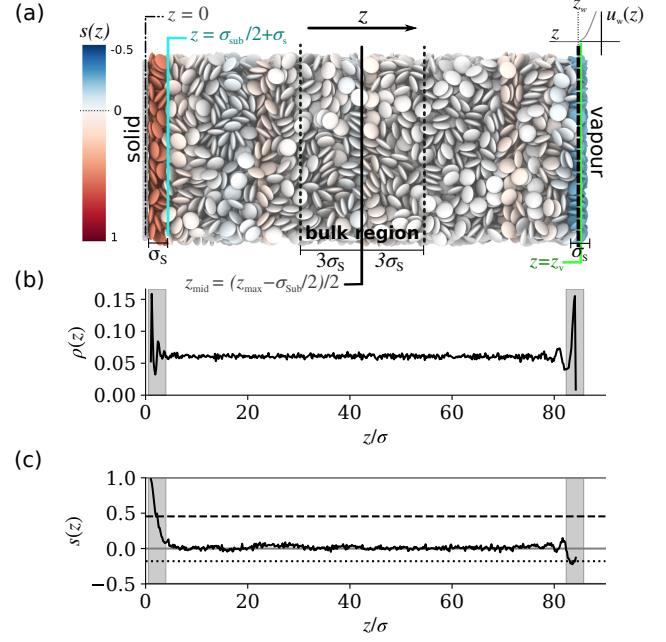 (a)
s(z)
-0.5
0
1
z = 0
z = σsub/2+σs
z
zw
uw(z)
z
solid
vapour
bulk region
σS
3σS
3σS
σS
z=zv
zmid = (zmax−σSub/2)/2
(b)
0.15
0.10
0.05
0.00
ρ(z)
0 20 40 60 80
z/σ
(c)
1.0
0.5
0.0
−0.5
s(z)
0 20 40 60 80
z/σ